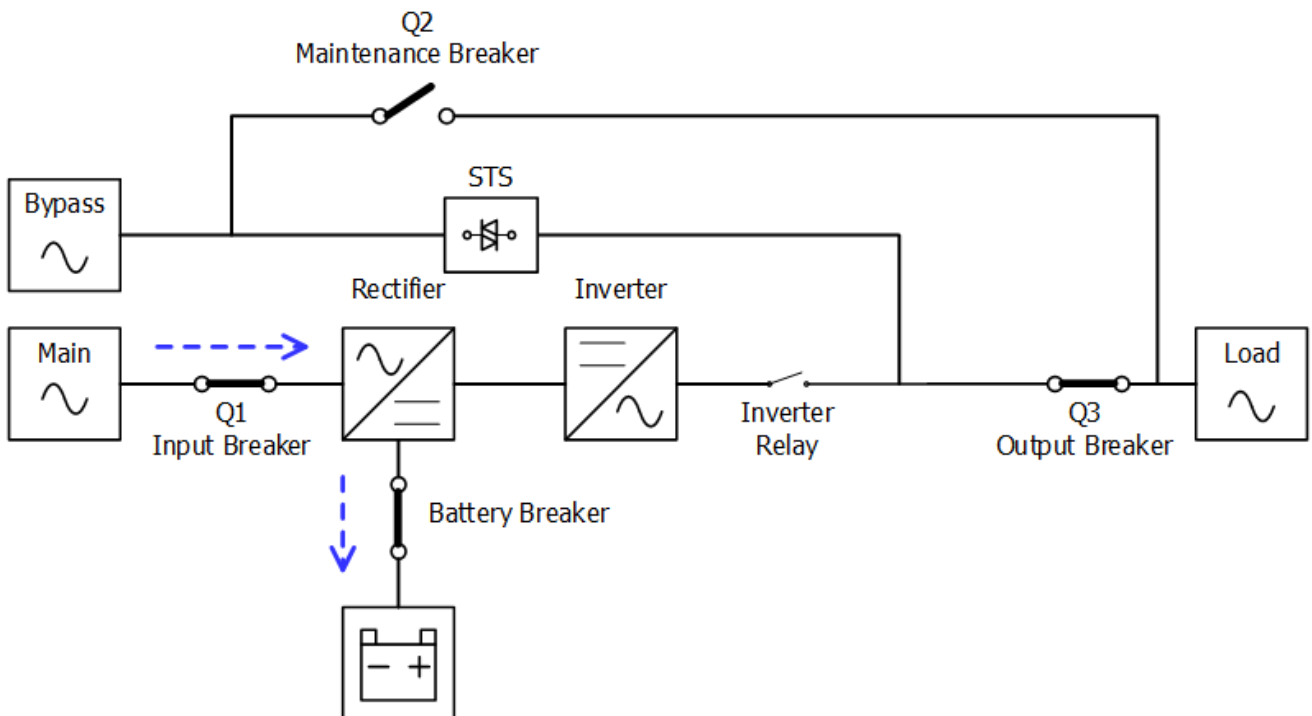 Q2
Maintenance Breaker
STS
Bypass
Rectifier
Inverter
Main
Load
Q1
Input Breaker
Inverter
Relay
Q3
Output Breaker
Battery Breaker